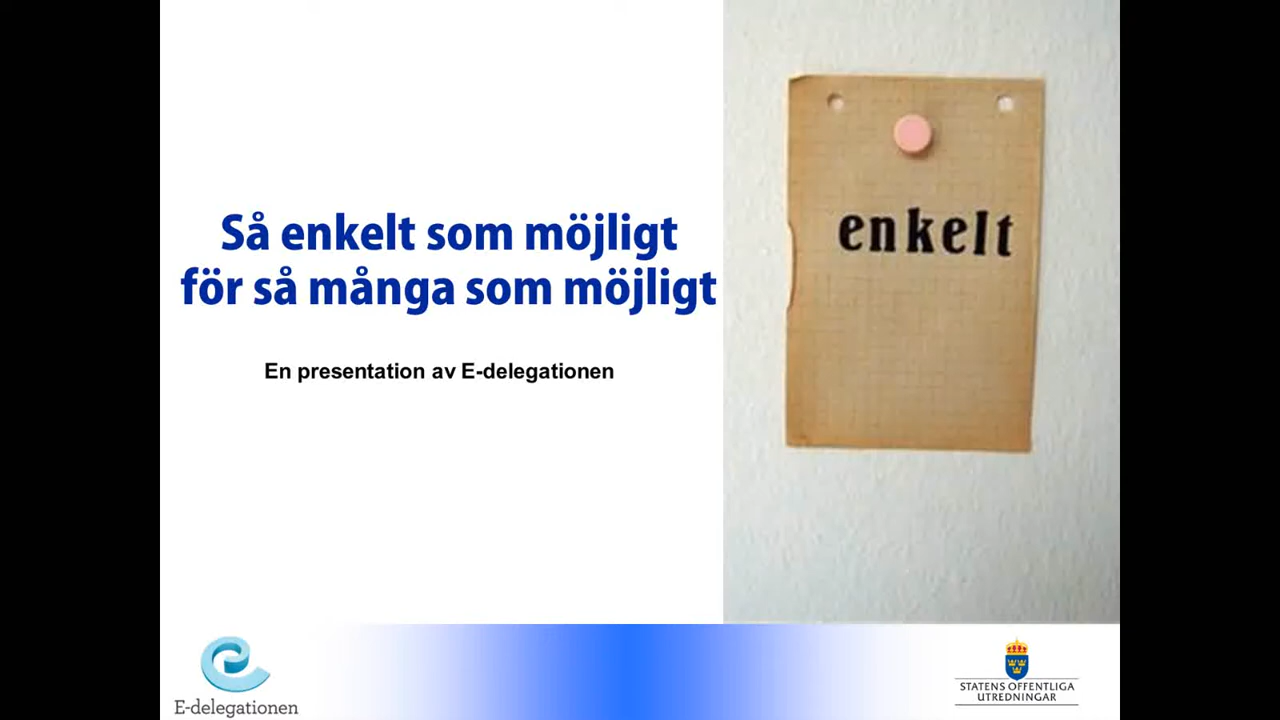 Så enkelt som möjligt
för så många som möjligt
En presentation av E-delegationen
enkelt
E-delegationen
STATENS OFFENTLIGA
UTREDNINGAR